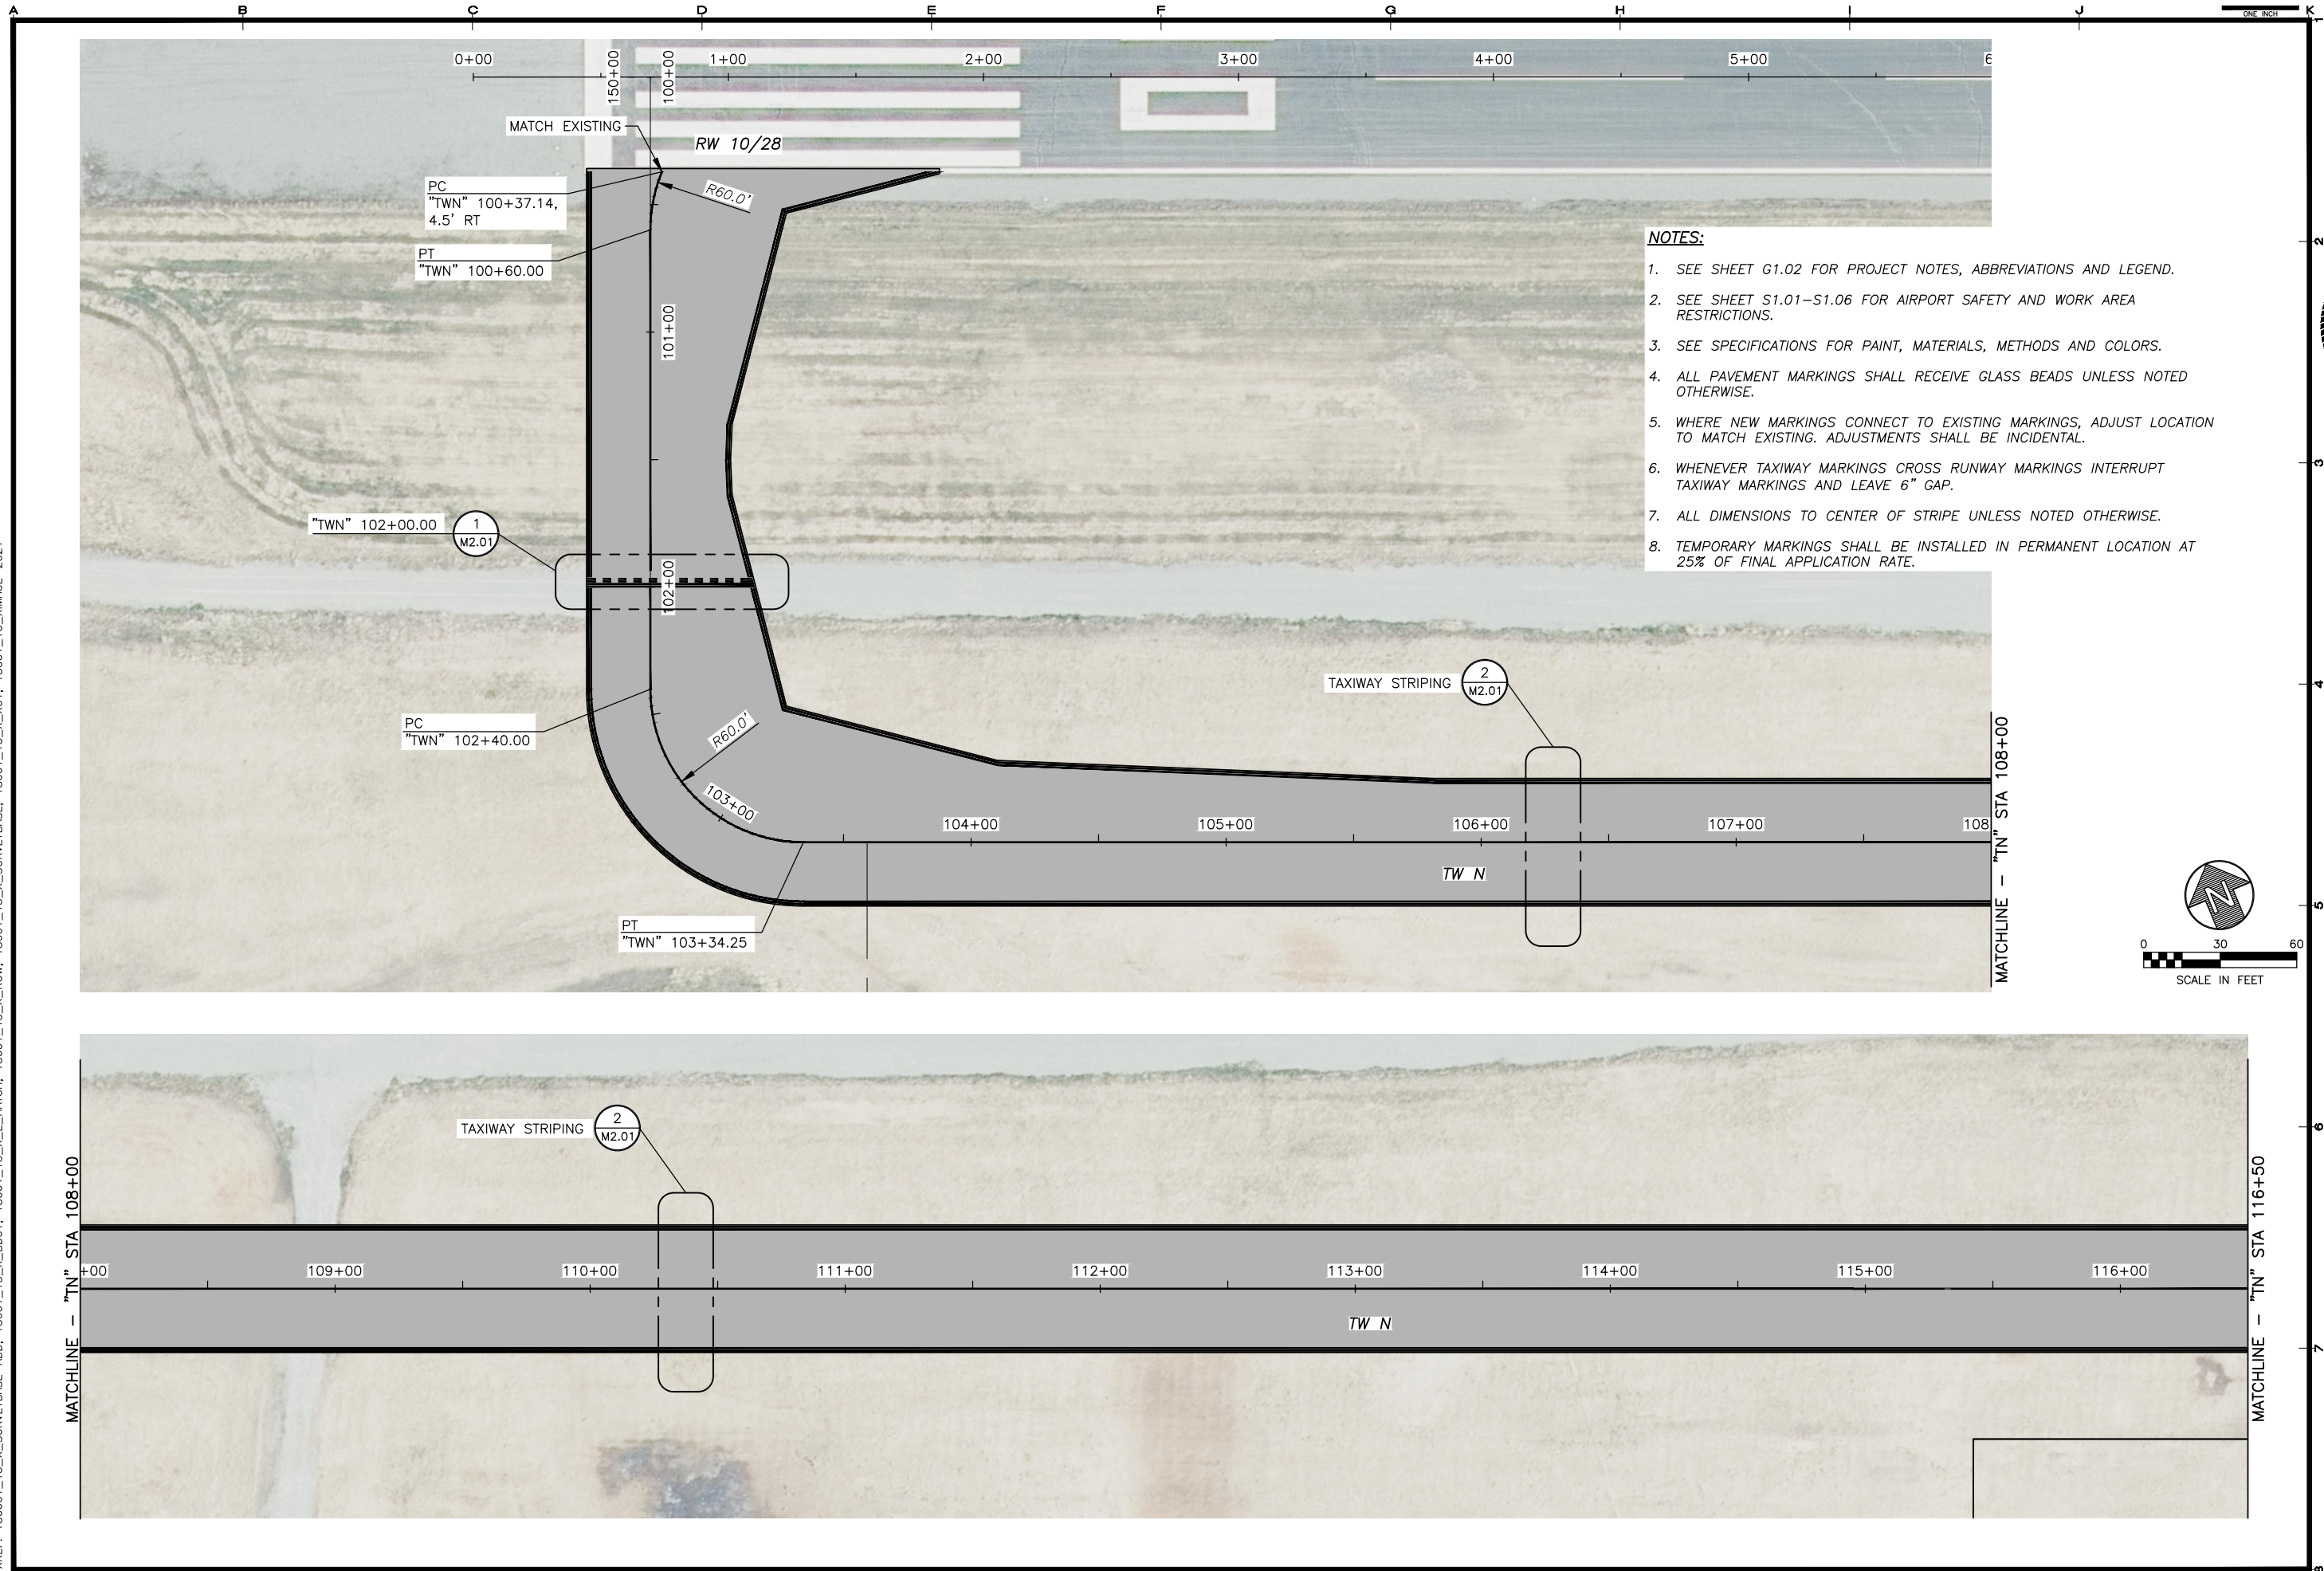 A B C D E F G H I J K
ONE INCH
1
0+00 1+00 2+00 3+00 4+00 5+00 6
150+00
100+00
MATCH EXISTING
RW 10/28
PC
"TWN" 100+37.14,
4.5' RT
R60.0'
PT
"TWN" 100+60.00
101+00
NOTES:
1. SEE SHEET G1.02 FOR PROJECT NOTES, ABBREVIATIONS AND LEGEND.
2. SEE SHEET S1.01–S1.06 FOR AIRPORT SAFETY AND WORK AREA
RESTRICTIONS.
3. SEE SPECIFICATIONS FOR PAINT, MATERIALS, METHODS AND COLORS.
4. ALL PAVEMENT MARKINGS SHALL RECEIVE GLASS BEADS UNLESS NOTED
OTHERWISE.
5. WHERE NEW MARKINGS CONNECT TO EXISTING MARKINGS, ADJUST LOCATION
TO MATCH EXISTING. ADJUSTMENTS SHALL BE INCIDENTAL.
6. WHENEVER TAXIWAY MARKINGS CROSS RUNWAY MARKINGS INTERRUPT
TAXIWAY MARKINGS AND LEAVE 6" GAP.
7. ALL DIMENSIONS TO CENTER OF STRIPE UNLESS NOTED OTHERWISE.
8. TEMPORARY MARKINGS SHALL BE INSTALLED IN PERMANENT LOCATION AT
25% OF FINAL APPLICATION RATE.
2
3
"TWN" 102+00.00
1
M2.01
102+00
TAXIWAY STRIPING
2
M2.01
4
PC
"TWN" 102+40.00
R60.0'
103+00
104+00 105+00 106+00 107+00 108
TW N
PT
"TWN" 103+34.25
MATCHLINE – "TN" STA 108+00
N
5
0 30 60
SCALE IN FEET
TAXIWAY STRIPING
2
M2.01
6
MATCHLINE – "TN" STA 108+00
+00 109+00 110+00 111+00 112+00 113+00 114+00 115+00 116+00
TW N
MATCHLINE – "TN" STA 116+50
7